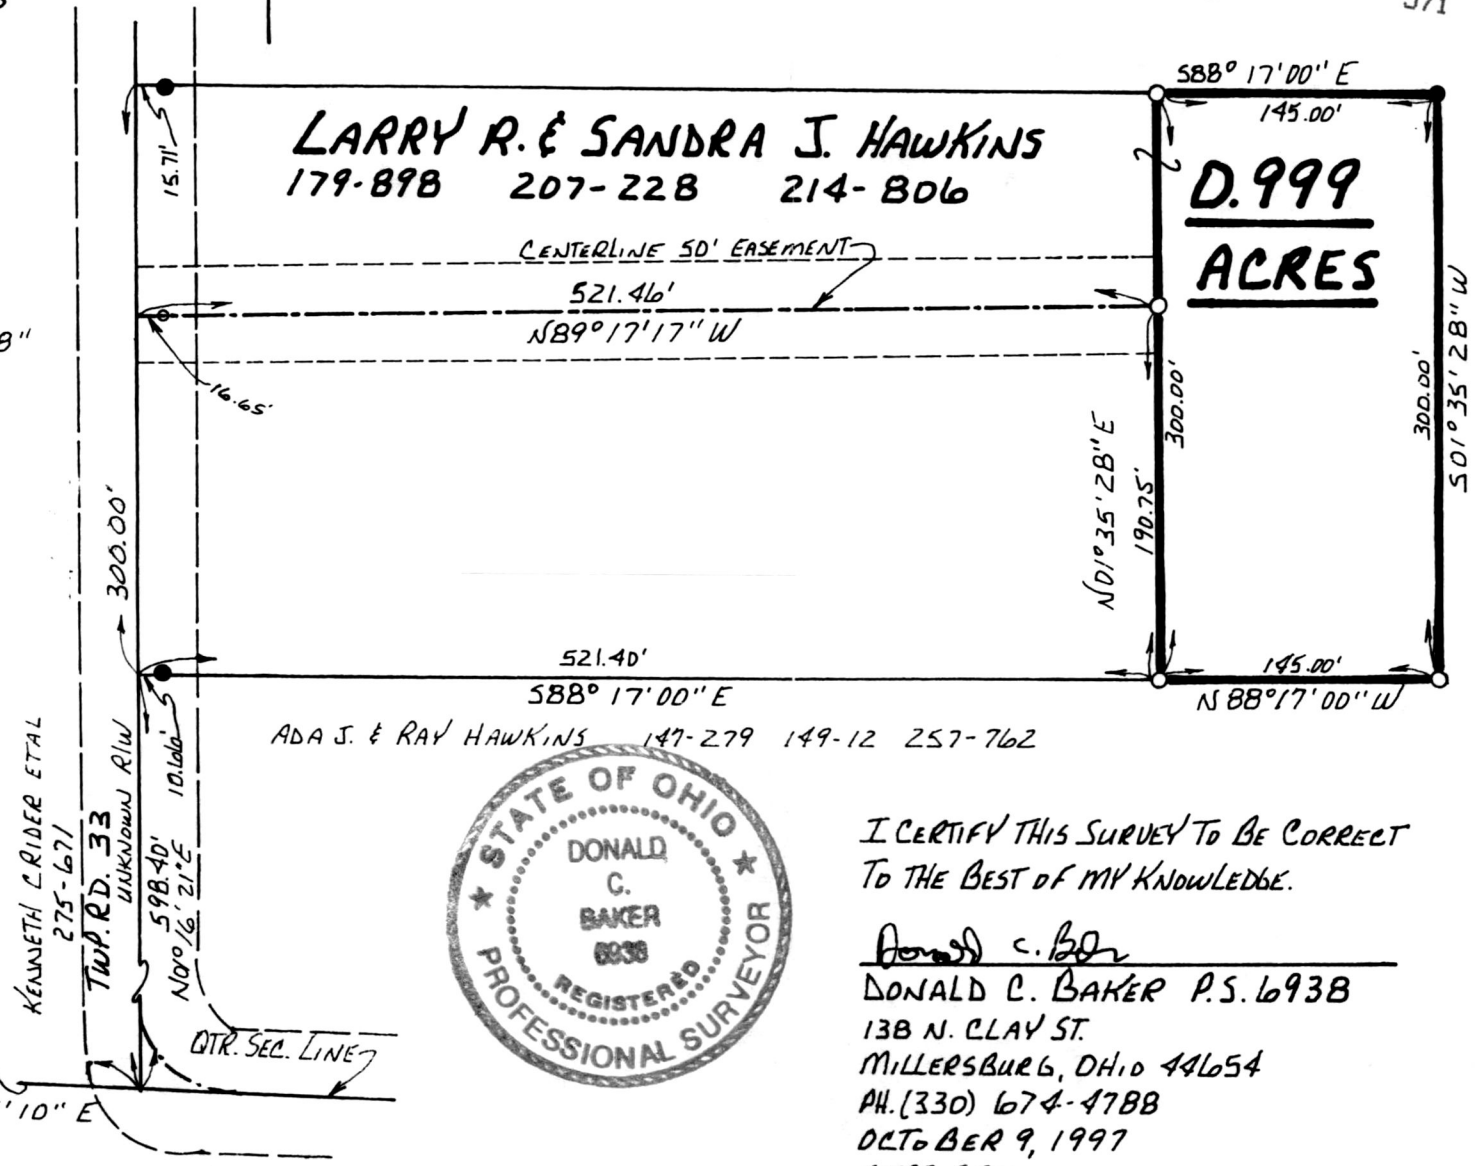 371
S88° 17'00" E
145.00'
LARRY R. & SANDRA J. HAWKINS
179-898 207-228 214-806
0.999
ACRES
15.71'
CENTERLINE 50' EASEMENT
521.46'
N89°17'17" W
8"
16.65'
300.00'
N01°35'28" E
190.75'
300.00'
300.00'
S01°35'28" W
521.40'
S88° 17'00" E
145.00'
N88°17'00" W
ADA J. & RAY HAWKINS 147-279 149-12 257-762
KENNETH CRIDER ETAL
275-671
TWP. RD. 33
UNKNOWN R/W
598.40'
10.66'
QTR. SEC. LINE
'10" E
STATE OF OHIO
DONALD
C.
BAKER
6938
REGISTERED
PROFESSIONAL SURVEYOR
I CERTIFY THIS SURVEY TO BE CORRECT
TO THE BEST OF MY KNOWLEDGE.
Donald C. Baker
DONALD C. BAKER P.S. 6938
138 N. CLAY ST.
MILLERSBURG, OHIO 44654
PH. (330) 674-4788
OCTOBER 9, 1997